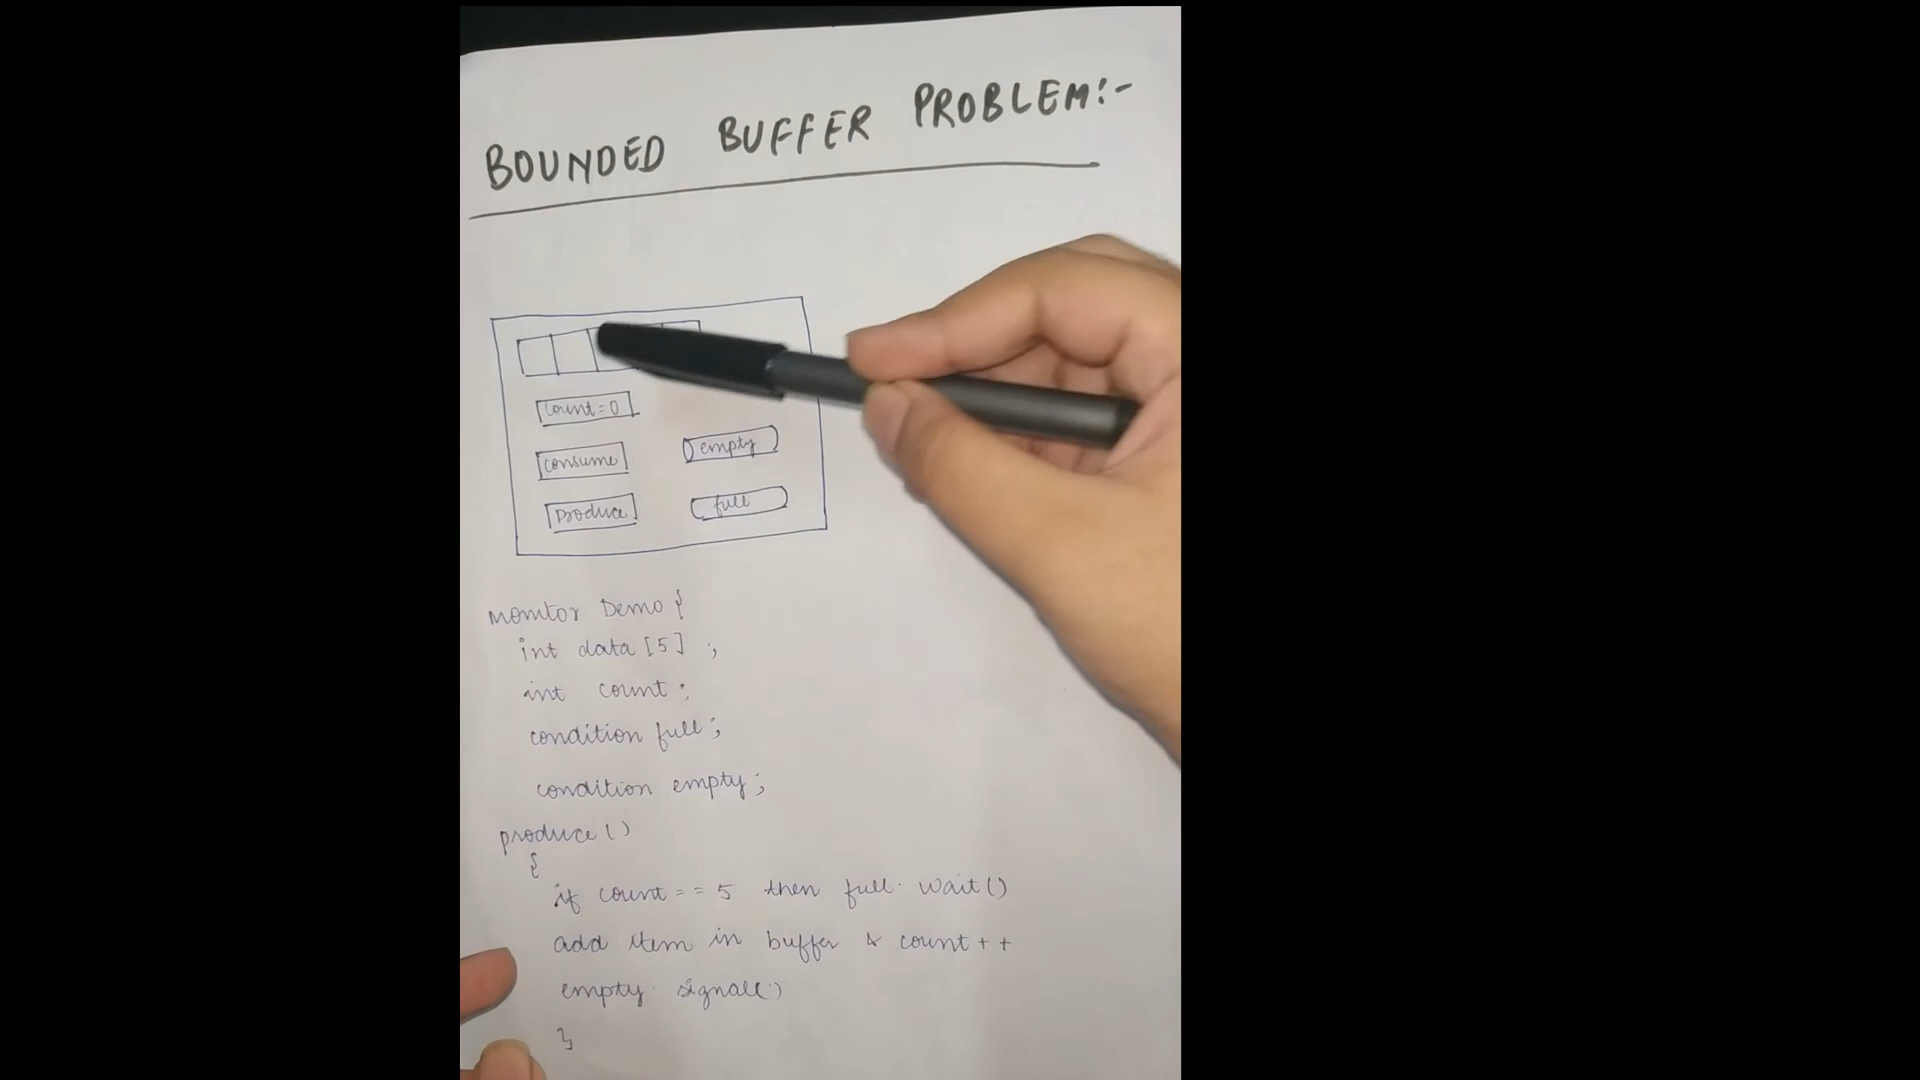 BOUNDED BUFFER PROBLEM:-
count=0
consume
empty
produce
full
monitor Demo {
int data [5] ;
int count ;
condition full ;
condition empty ;
produce ( )
{
if count == 5 then full. wait ( )
add item in buffer & count ++
empty. signal( )
}